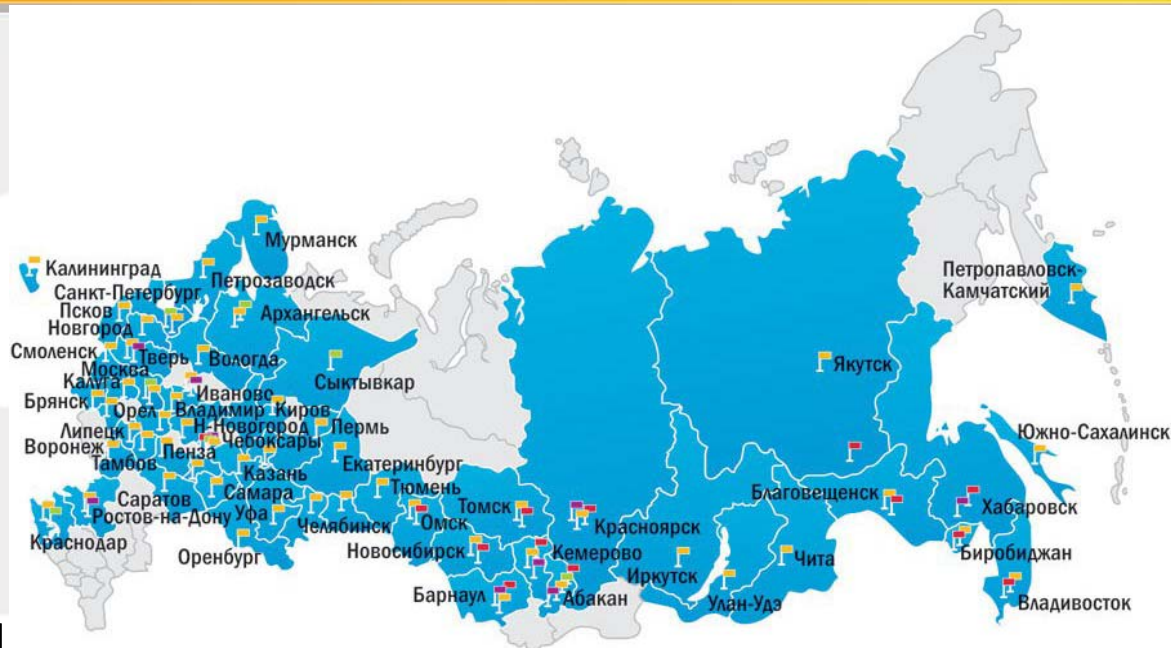 Мурманск
Калининград
Петрозаводск
Санкт-Петербург
Псков
Архангельск
Новгород
Смоленск
Тверь
Вологда
Москва
Сыктывкар
Калуга
Иваново
Брянск
Орел
Владимир
Киров
Н-Новгород
Пермь
Липецк
Чебоксары
Воронеж
Пенза
Тамбов
Казань
Екатеринбург
Тюмень
Саратов
Самара
Ростов-на-Дону
Уфа
Челябинск
Омск
Томск
Краснодар
Оренбург
Новосибирск
Кемерово
Красноярск
Барнаул
Абакан
Иркутск
Улан-Удэ
Чита
Якутск
Петропавловск-
Камчатский
Южно-Сахалинск
Благовещенск
Хабаровск
Биробиджан
Владивосток